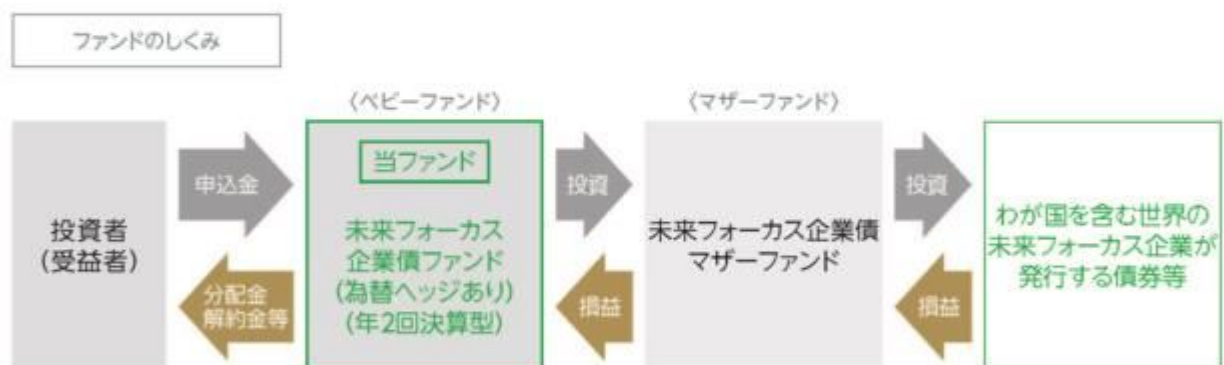 ファンドのしくみ
〈ベビーファンド〉
〈マザーファンド〉
投資者
(受益者)
申込金
分配金
解約金等
当ファンド
未来フォーカス
企業債ファンド
(為替ヘッジあり)
(年2回決算型)
投資
損益
未来フォーカス企業債
マザーファンド
投資
損益
わが国を含む世界の
未来フォーカス企業が
発行する債券等